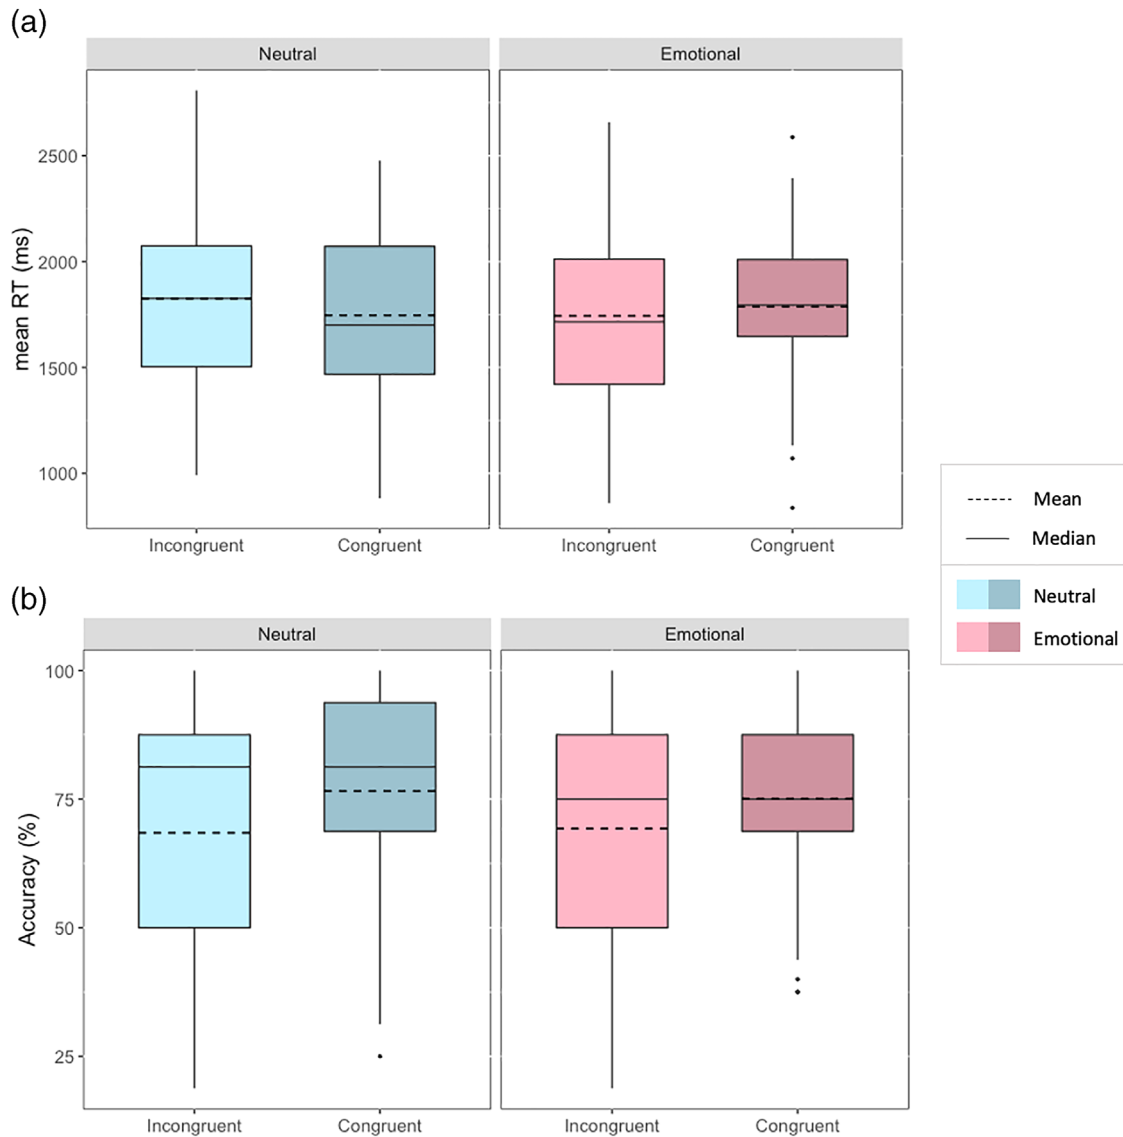 (a)
Neutral
Emotional
mean RT (ms)
2500
2000
1500
1000
Incongruent
Congruent
Incongruent
Congruent
Mean
Median
Neutral
Emotional
(b)
Neutral
Emotional
Accuracy (%)
100
75
50
25
Incongruent
Congruent
Incongruent
Congruent